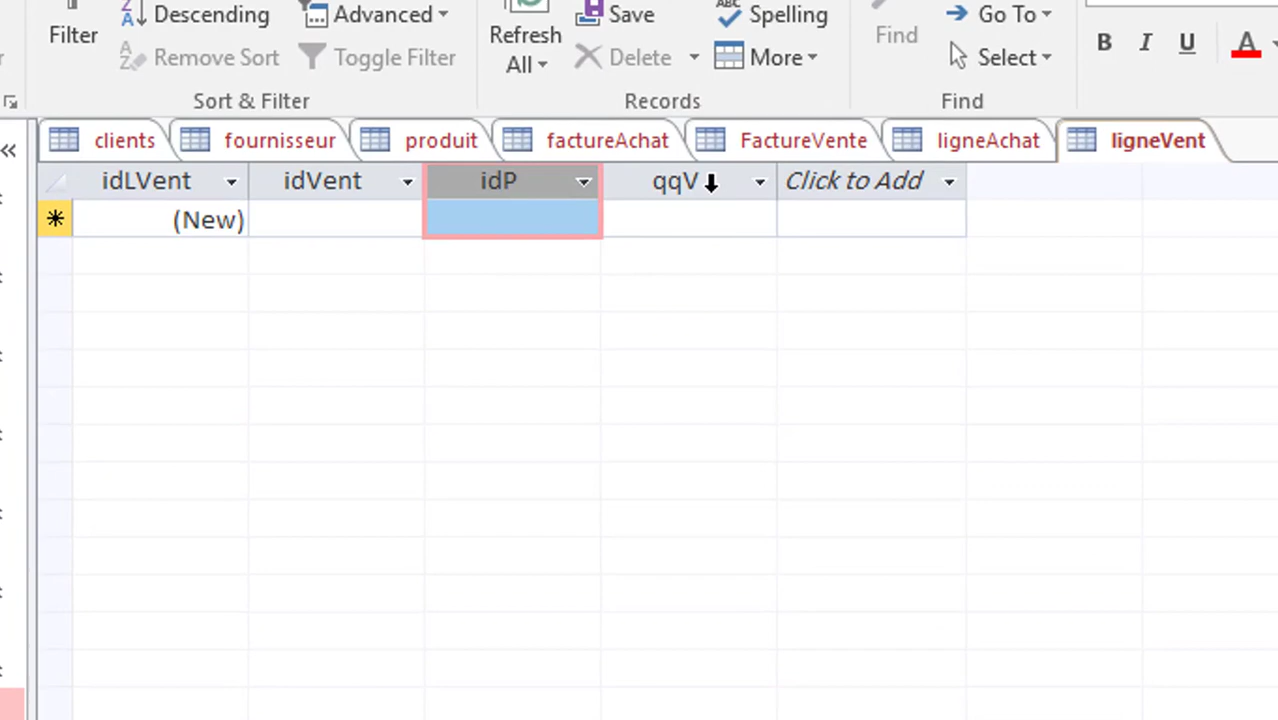 Descending
Advanced
Save
Spelling
Go To
Filter
Refresh
Find
B I U A
Remove Sort
Toggle Filter
All
Delete
More
Select
Sort & Filter
Records
Find
clients
fournisseur
produit
factureAchat
FactureVente
ligneAchat
ligneVent
idLVent
idVent
idP
qqV
Click to Add
(New)